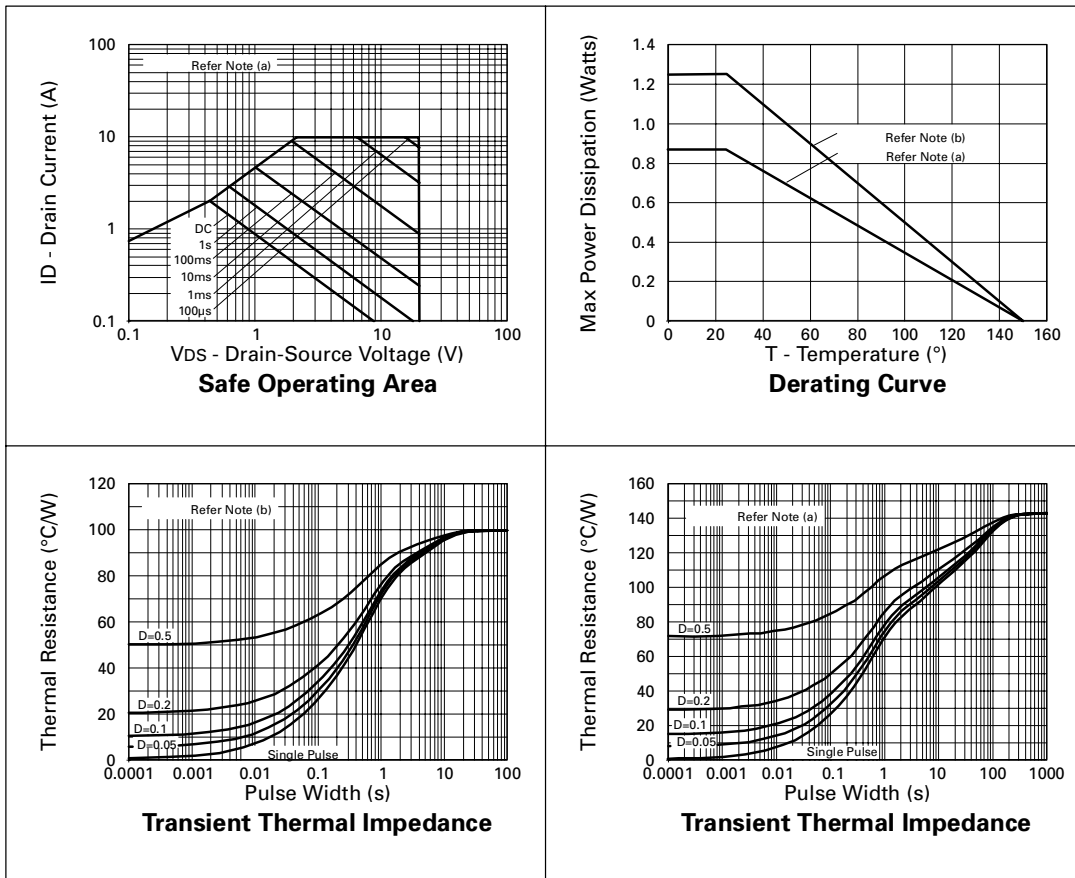 ID - Drain Current (A)
100
10
1
0.1
Refer Note (a)
DC
1s
100ms
10ms
1ms
100µs
0.1
1
10
100
VDS - Drain-Source Voltage (V)
Safe Operating Area
Max Power Dissipation (Watts)
1.4
1.2
1.0
0.8
0.6
0.4
0.2
0
Refer Note (b)
Refer Note (a)
0
20
40
60
80
100
120
140
160
T - Temperature (°)
Derating Curve
Thermal Resistance (°C/W)
120
100
80
60
40
20
0
Refer Note (b)
D=0.5
D=0.2
D=0.1
D=0.05
Single Pulse
0.0001
0.001
0.01
0.1
1
10
100
Pulse Width (s)
Transient Thermal Impedance
Thermal Resistance (°C/W)
160
140
120
100
80
60
40
20
0
Refer Note (a)
D=0.5
D=0.2
D=0.1
D=0.05
Single Pulse
0.0001
0.001
0.01
0.1
1
10
100
1000
Pulse Width (s)
Transient Thermal Impedance